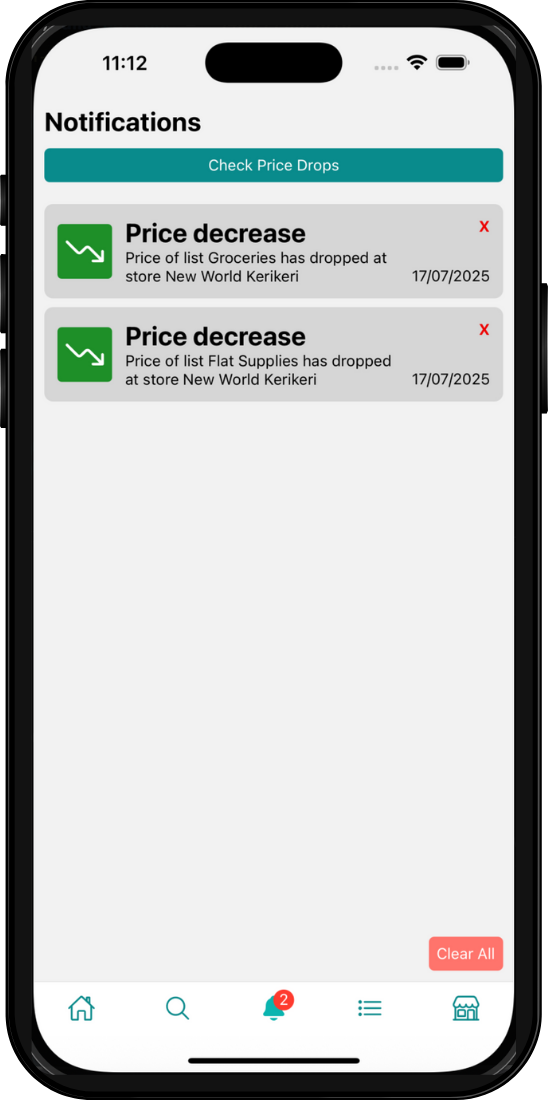 11:12
Notifications
Check Price Drops
Price decrease
X
Price of list Groceries has dropped at
store New World Kerikeri
17/07/2025
Price decrease
X
Price of list Flat Supplies has dropped
at store New World Kerikeri
17/07/2025
Clear All
2